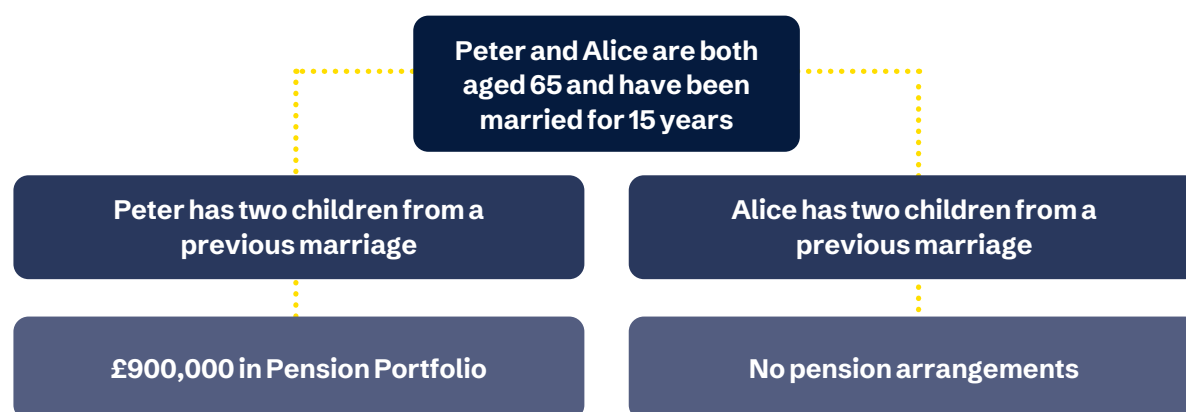 Peter and Alice are both
aged 65 and have been
married for 15 years
Peter has two children from a
previous marriage
Alice has two children from a
previous marriage
£900,000 in Pension Portfolio
No pension arrangements